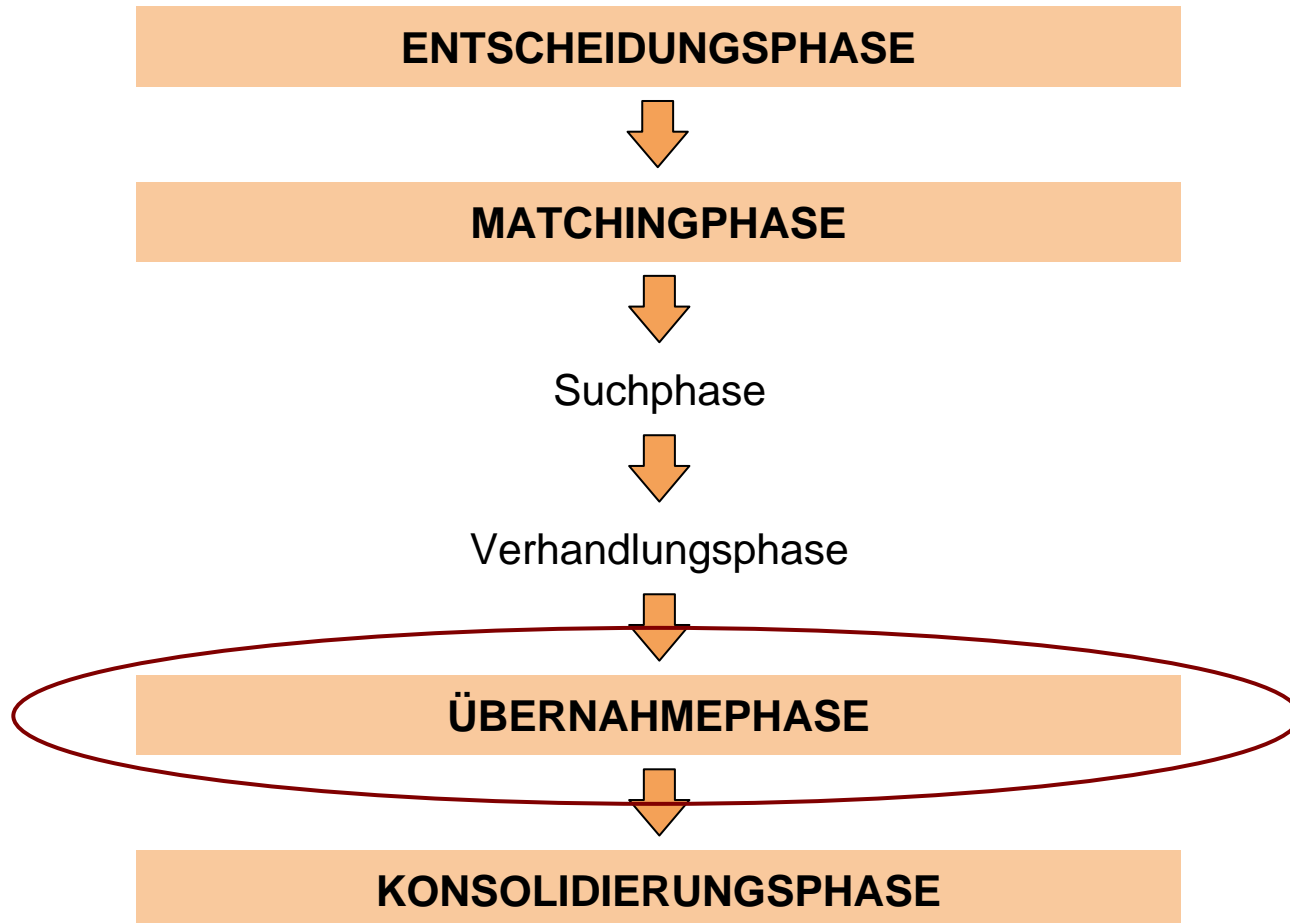 ENTSCHEIDUNGSPHASE
MATCHINGPHASE
Suchphase
Verhandlungsphase
ÜBERNAHMEPHASE
KONSOLIDIERUNGSPHASE